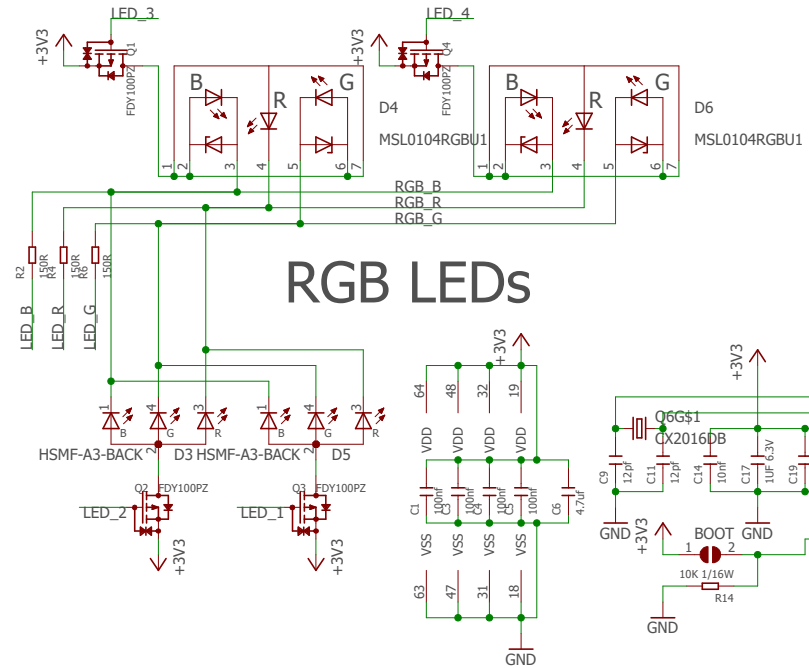 LED_3
LED_4
+3V3
Q1
FDY100PZ
+3V3
Q4
FDY100PZ
B
R
G
D4
MSL0104RGBU1
B
R
G
D6
MSL0104RGBU1
1
2
3
4
5
6
7
1
2
3
4
5
6
7
RGB_B
RGB_R
RGB_G
R2
150R
R4
150R
R6
150R
LED_B
LED_R
LED_G
RGB LEDs
+3V3
+3V3
64
48
32
19
VDD
VDD
VDD
VDD
1
4
3
B
G
R
2
HSMF-A3-BACK
D3
1
4
3
B
G
R
2
HSMF-A3-BACK
D5
Q6G$1
CX2016DB
C9
12pf
C11
12pf
C14
10nf
C17
1UF 6.3V
C19
C1
100nf
C3
100nf
C4
100nf
C5
100nf
C6
4.7uf
Q2
FDY100PZ
Q3
FDY100PZ
LED_2
LED_1
+3V3
+3V3
VSS
VSS
VSS
VSS
63
47
31
18
GND
GND
GND
+3V3
BOOT
1
2
10K 1/16W
R14
GND